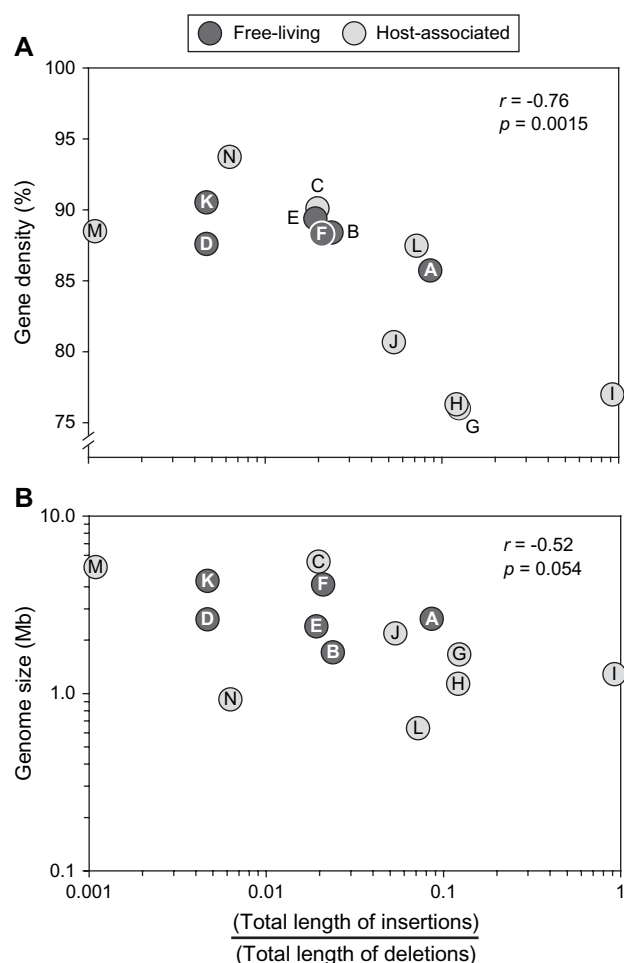 Free-living Host-associated
A
100
r = -0.76
p = 0.0015
95
N
C
K
90
E
M
F
B
D
L
A
85
Gene density (%)
J
80
I
H
75
G
B
10.0
r = -0.52
p = 0.054
M
C
K
F
D
E
A
J
B
G
H
I
1.0
N
L
Genome size (Mb)
0.1
0.001 0.01 0.1 1
(Total length of insertions)
(Total length of deletions)